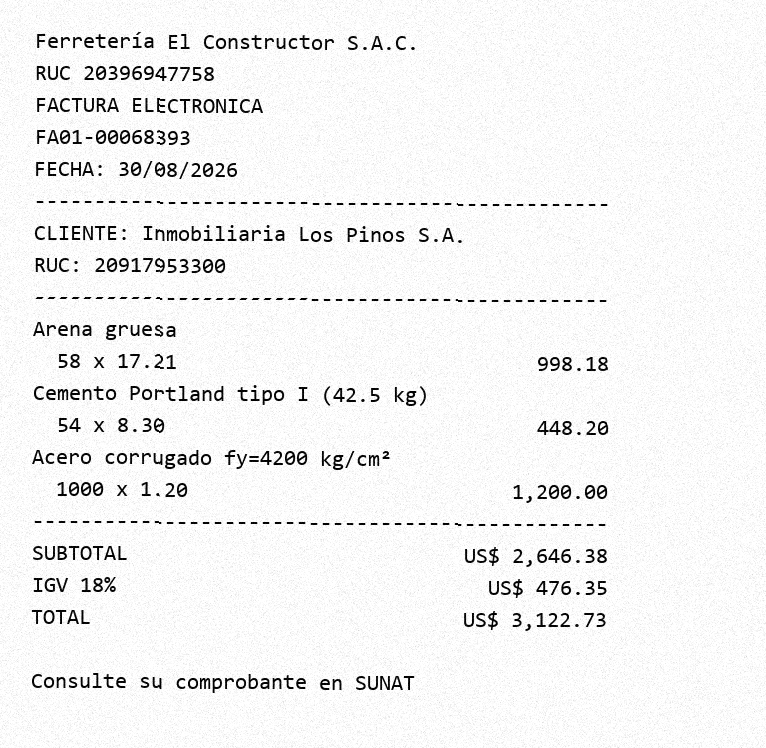 Ferretería El Constructor S.A.C.
RUC 20396947758
FACTURA ELECTRONICA
FA01-00068393
FECHA: 30/08/2026
------------------------------------------------
CLIENTE: Inmobiliaria Los Pinos S.A.
RUC: 20917953300
------------------------------------------------
Arena gruesa
58 x 17.21 998.18
Cemento Portland tipo I (42.5 kg)
54 x 8.30 448.20
Acero corrugado fy=4200 kg/cm²
1000 x 1.20 1,200.00
------------------------------------------------
SUBTOTAL US$ 2,646.38
IGV 18% US$ 476.35
TOTAL US$ 3,122.73
Consulte su comprobante en SUNAT